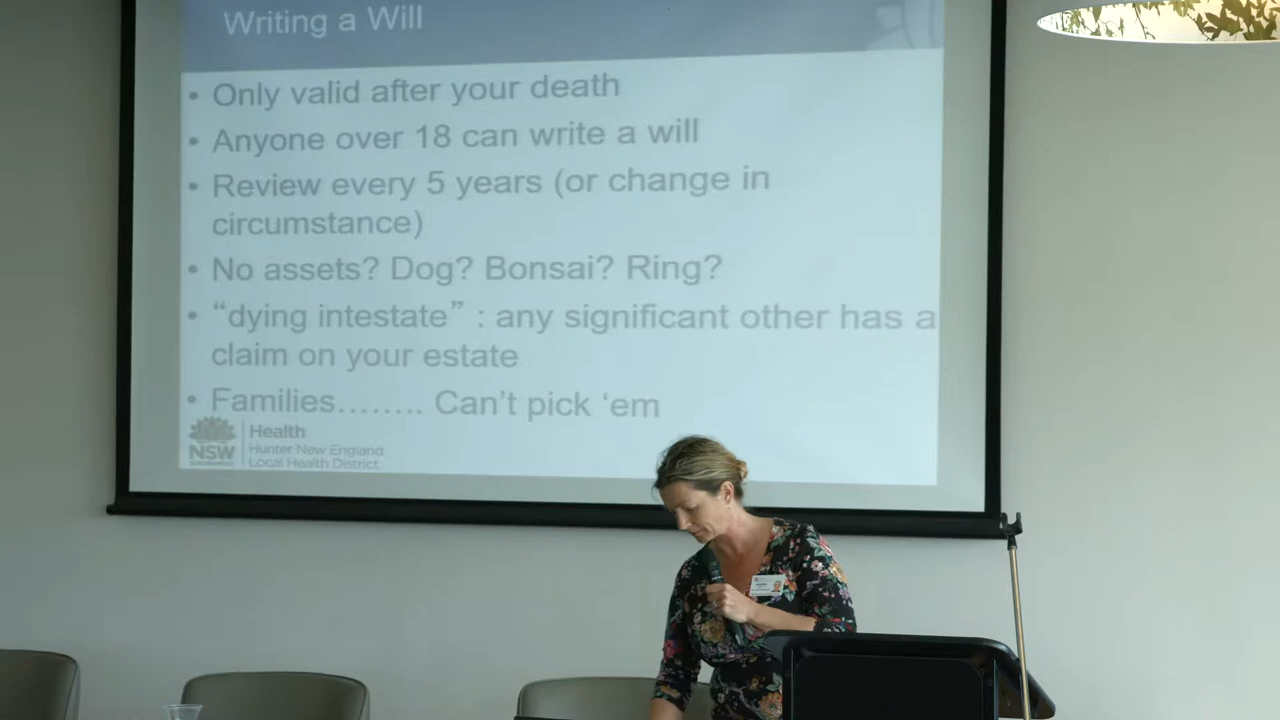 Writing a Will
• Only valid after your death
• Anyone over 18 can write a will
• Review every 5 years (or change in
circumstance)
• No assets? Dog? Bonsai? Ring?
• “dying intestate” : any significant other has a
claim on your estate
• Families........ Can’t pick ‘em
NSW
GOVERNMENT
Health
Hunter New England
Local Health District